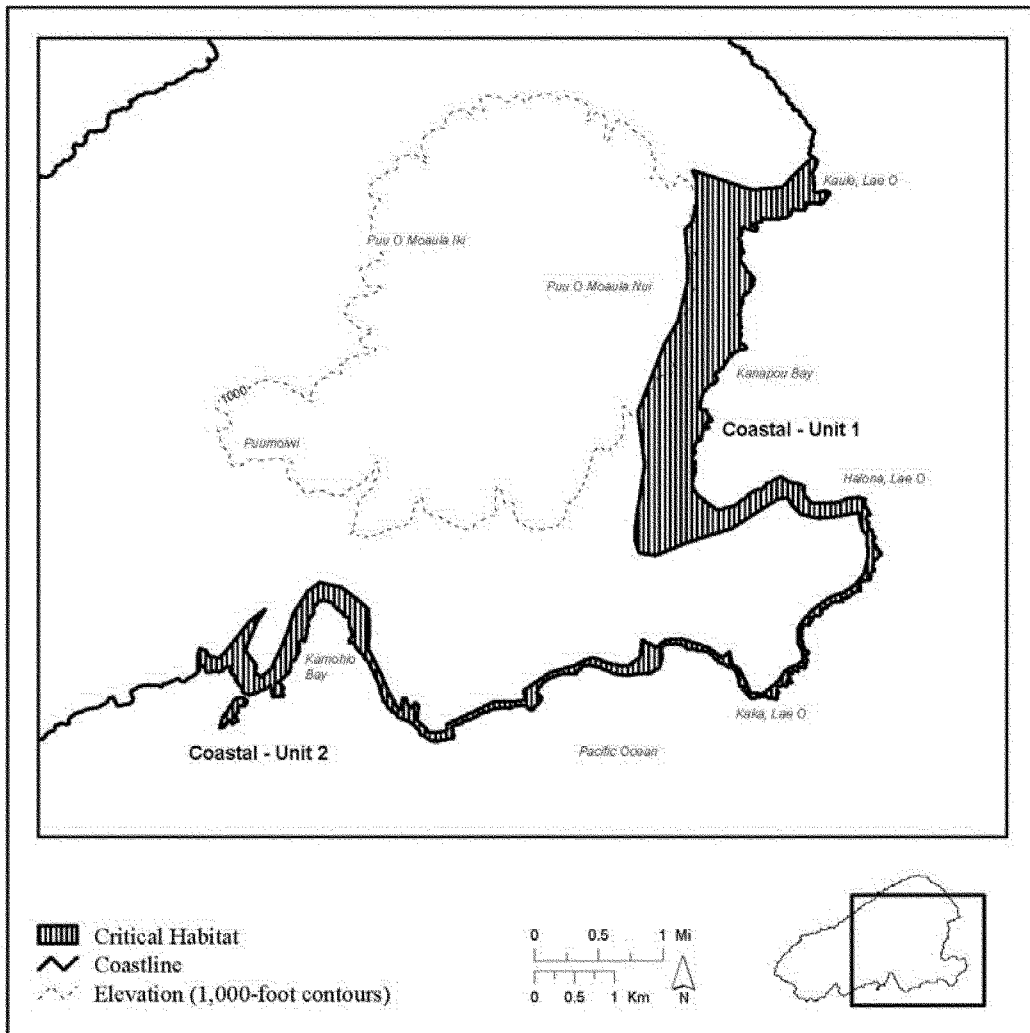 Kaule, Lae O
Puu O Moaula Iki
Puu O Moaula Nui
Kanapou Bay
1000
Coastal - Unit 1
Puumoiwi
Halona, Lae O
Kamohio
Bay
Kaka, Lae O
Coastal - Unit 2
Pacific Ocean
Critical Habitat
Coastline
Elevation (1,000-foot contours)
0 0.5 1 Mi
0 0.5 1 Km
N